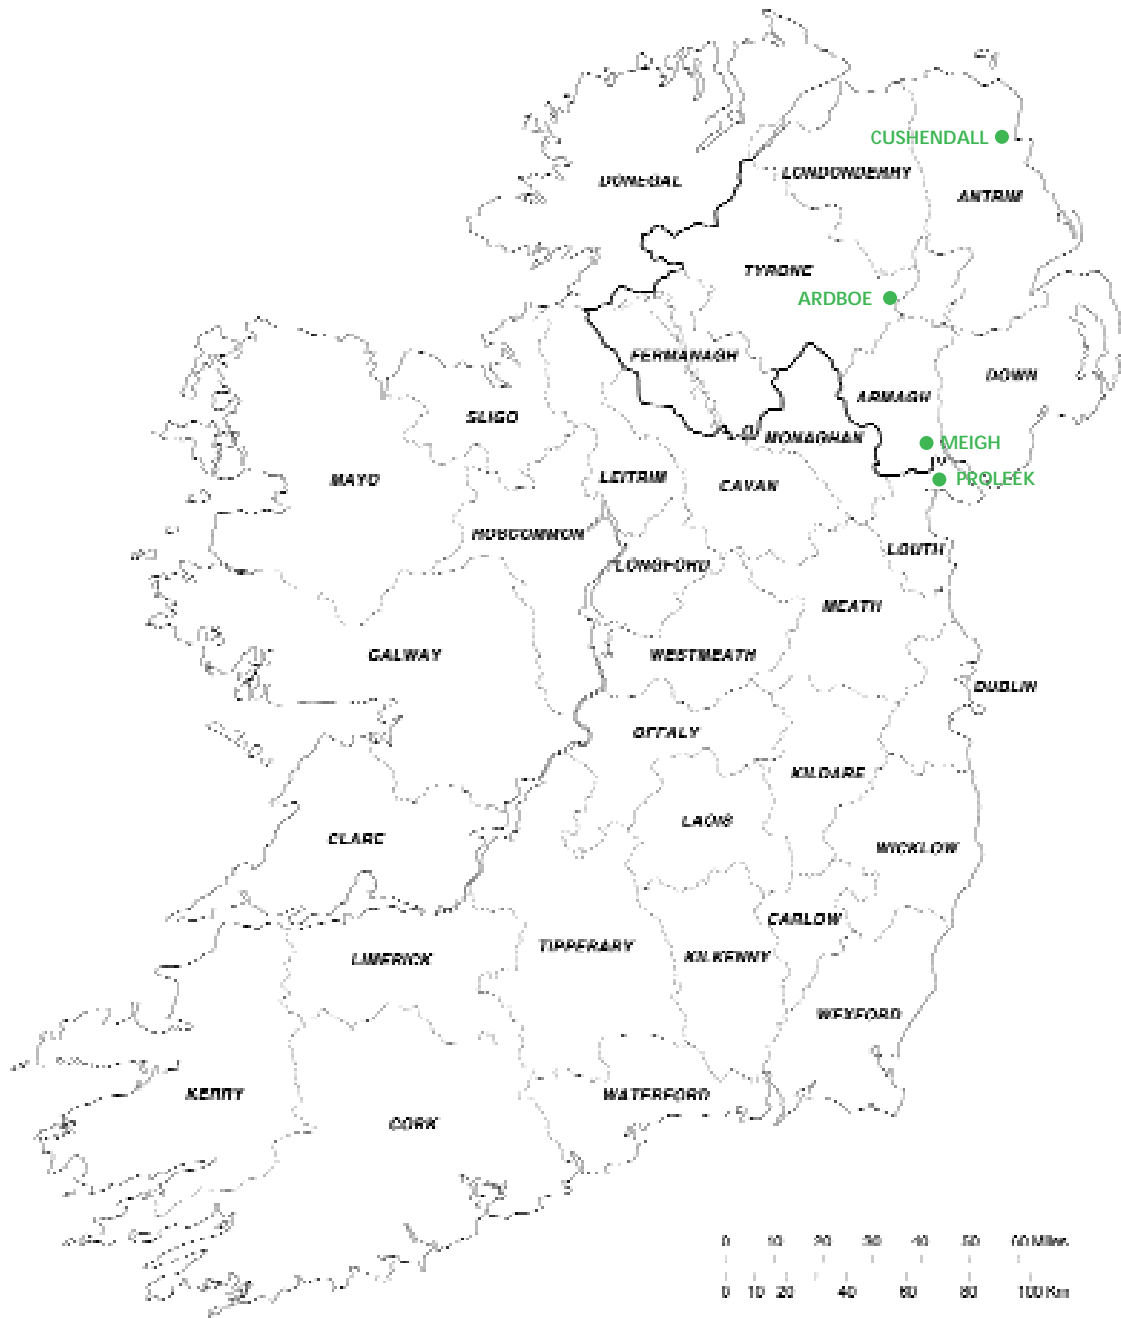 CUSHENDALL
LONDONDERRY
DONEGAL
ANTRIM
TYRONE
ARDBOE
FERMANAGH
DOWN
ARMAGH
SLIGO
MONAGHAN
MEIGH
MAYO
LEITRIM
CAVAN
PROLEEK
ROSCOMMON
LOUTH
LONGFORD
MEATH
GALWAY
WESTMEATH
DUBLIN
OFFALY
KILDARE
LAOIS
CLARE
WICKLOW
CARLOW
TIPPERARY
LIMERICK
KILKENNY
WEXFORD
KERRY
WATERFORD
CORK
0 10 20 30 40 50 60 Miles
0 10 20 40 60 80 100 Km